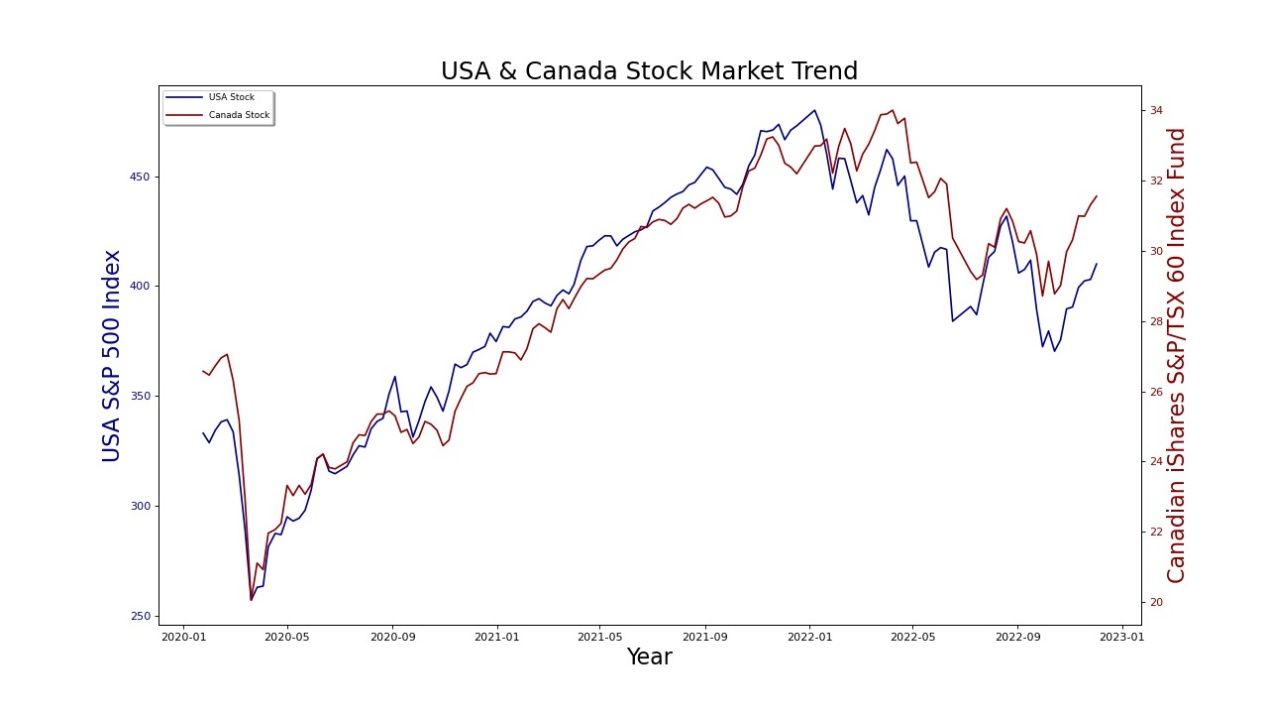 USA & Canada Stock Market Trend
USA Stock
Canada Stock
USA S&P 500 Index
450
400
350
300
250
34
32
30
28
26
24
22
20
Canadian iShares S&P/TSX 60 Index Fund
2020-01 2020-05 2020-09 2021-01 2021-05 2021-09 2022-01 2022-05 2022-09 2023-01
Year